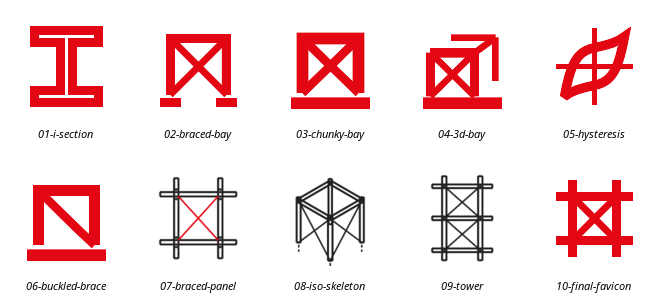 01-i-section
02-braced-bay
03-chunky-bay
04-3d-bay
05-hysteresis
06-buckled-brace
07-braced-panel
08-iso-skeleton
09-tower
10-final-favicon